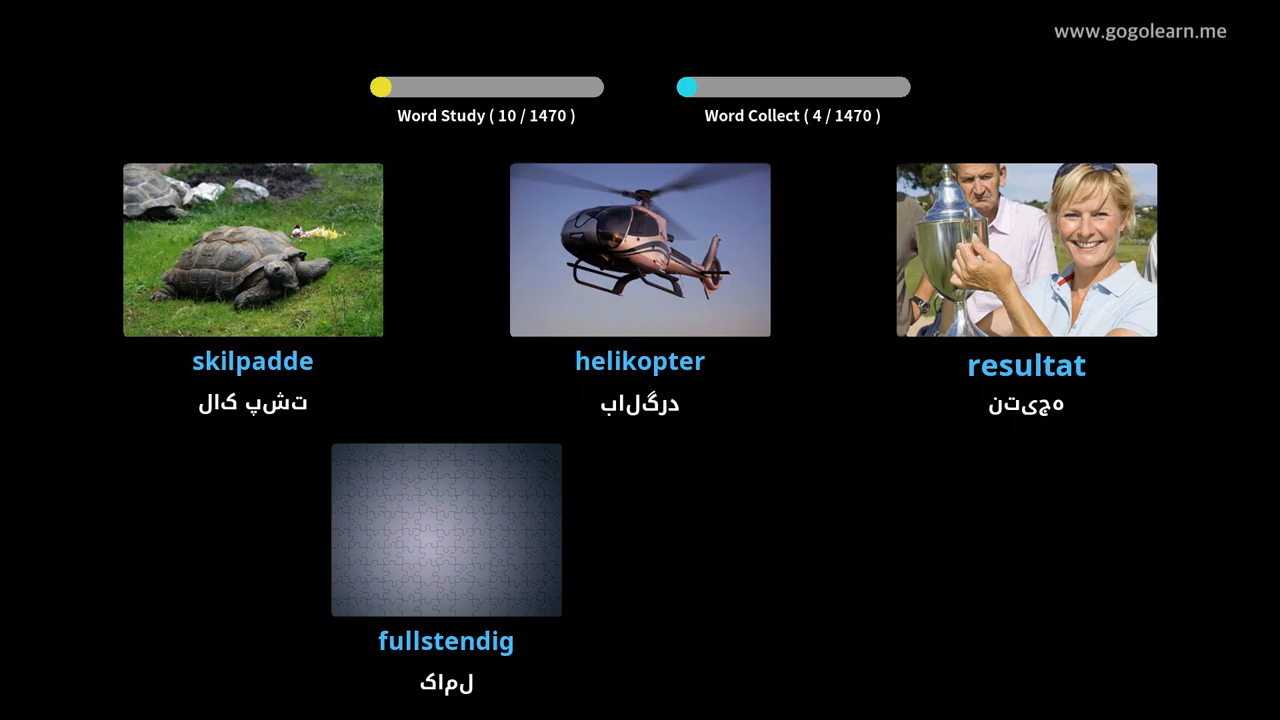 www.gogolearn.me
Word Study ( 10 / 1470 )
Word Collect ( 4 / 1470 )
skilpadde
helikopter
resultat
تشپ کال
درگلاب
هجیتن
fullstendig
لماک